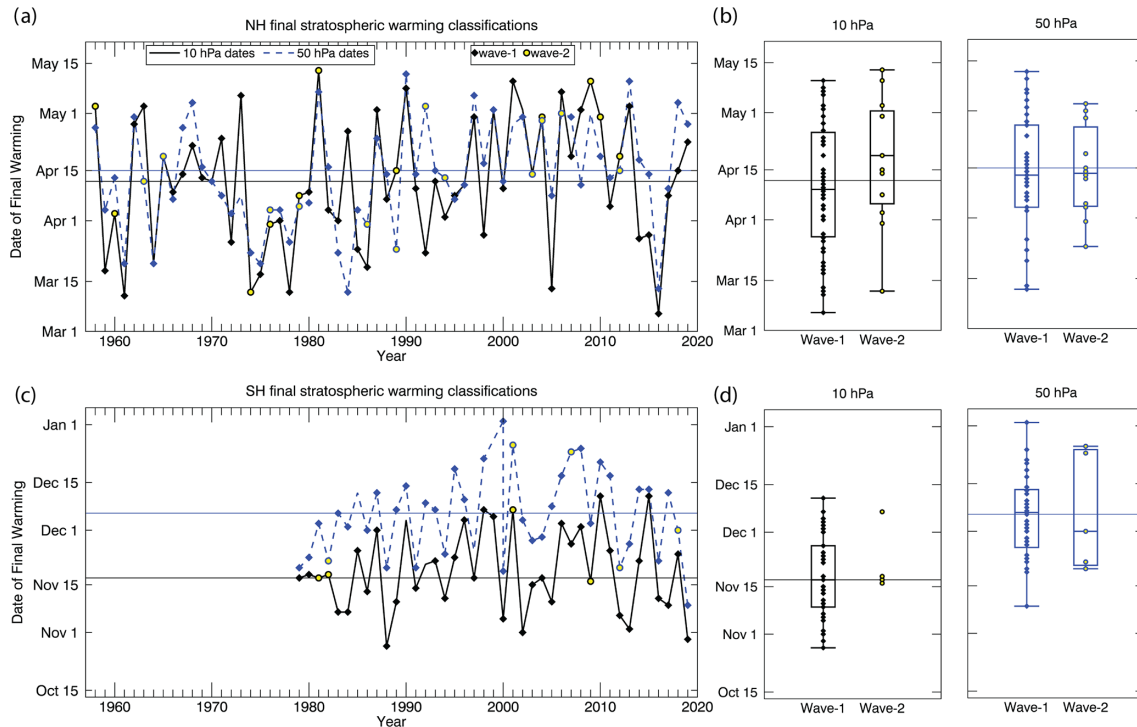 (a)
NH final stratospheric warming classifications
10 hPa dates
50 hPa dates
wave-1
wave-2
Date of Final Warming
May 15
May 1
Apr 15
Apr 1
Mar 15
Mar 1
1960 1970 1980 1990 2000 2010 2020
Year
(b)
10 hPa
50 hPa
May 15
May 1
Apr 15
Apr 1
Mar 15
Mar 1
Wave-1 Wave-2
Wave-1 Wave-2
(c)
SH final stratospheric warming classifications
Date of Final Warming
Jan 1
Dec 15
Dec 1
Nov 15
Nov 1
Oct 15
1960 1970 1980 1990 2000 2010 2020
Year
(d)
10 hPa
50 hPa
Jan 1
Dec 15
Dec 1
Nov 15
Nov 1
Oct 15
Wave-1 Wave-2
Wave-1 Wave-2